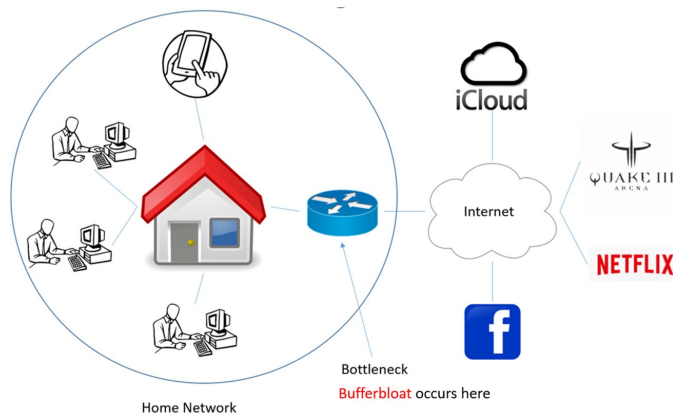 iCloud
QUAKE III
ARENA
Internet
NETFLIX
f
Bottleneck
Bufferbloat occurs here
Home Network